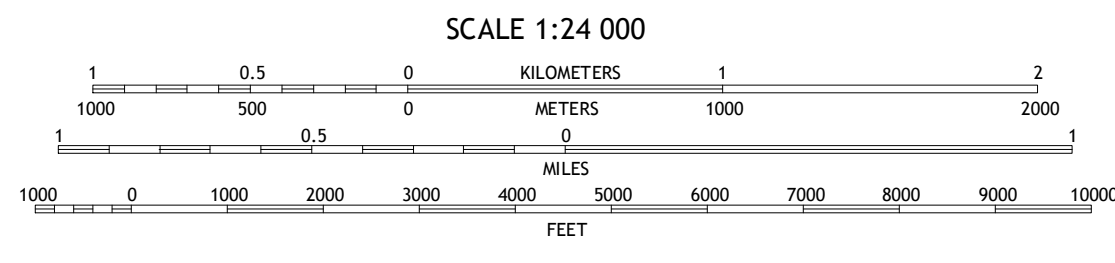 SCALE 1:24 000
1 0.5 0 KILOMETERS 1 2
1000 500 0 METERS 1000 2000
1 0.5 0 1
MILES
1000 0 1000 2000 3000 4000 5000 6000 7000 8000 9000 10000
FEET